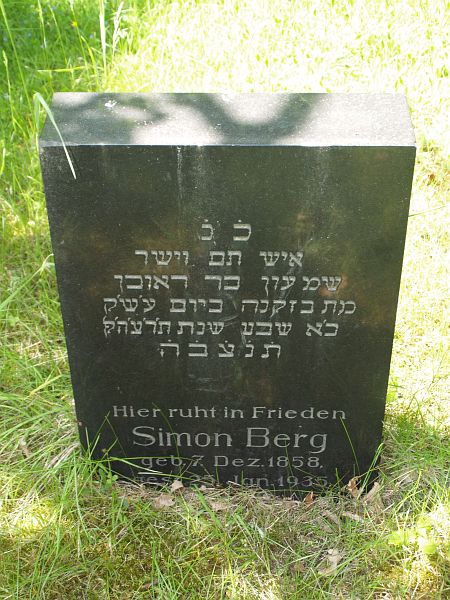 כ כ
איש תם וישר
שמעון בר ראובן
מת בזקנה ביום עש״ק
כא שבט שנת תרצה״ק
תנצבה
Hier ruht in Frieden
Simon Berg
geb. 7. Dez. 1858,
Jan. 1935